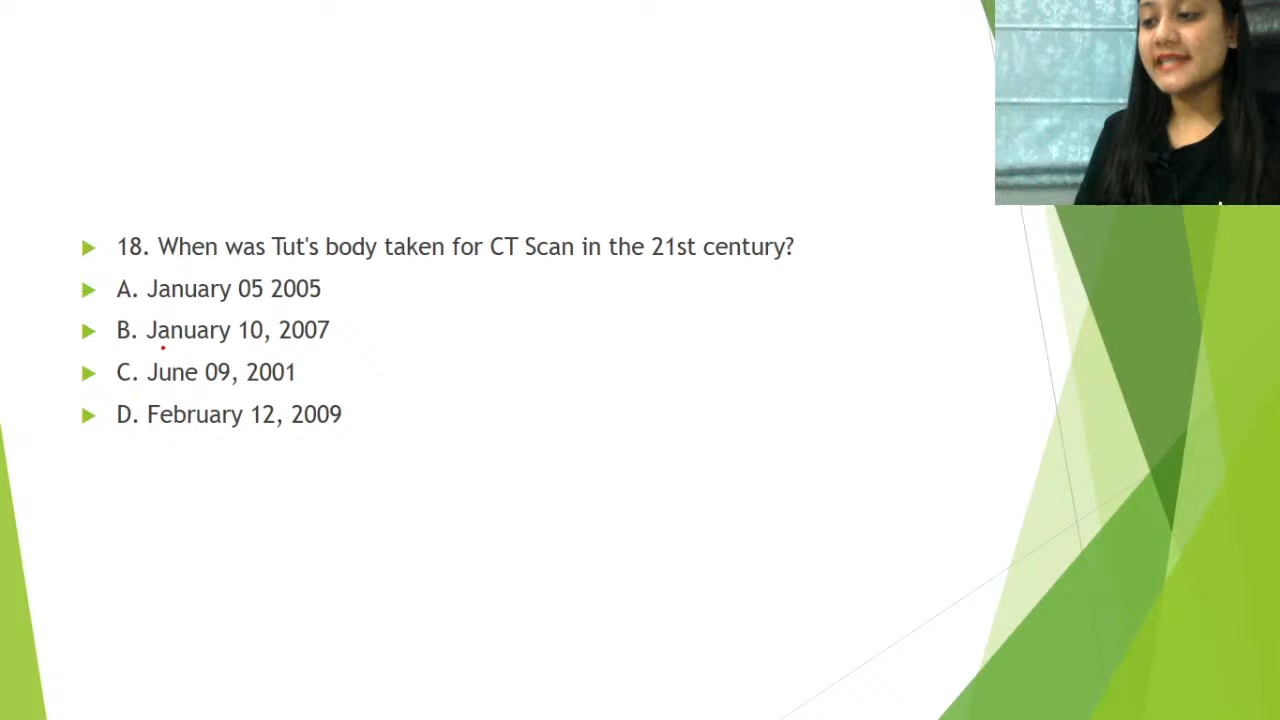 18. When was Tut's body taken for CT Scan in the 21st century?
A. January 05 2005
B. January 10, 2007
C. June 09, 2001
D. February 12, 2009